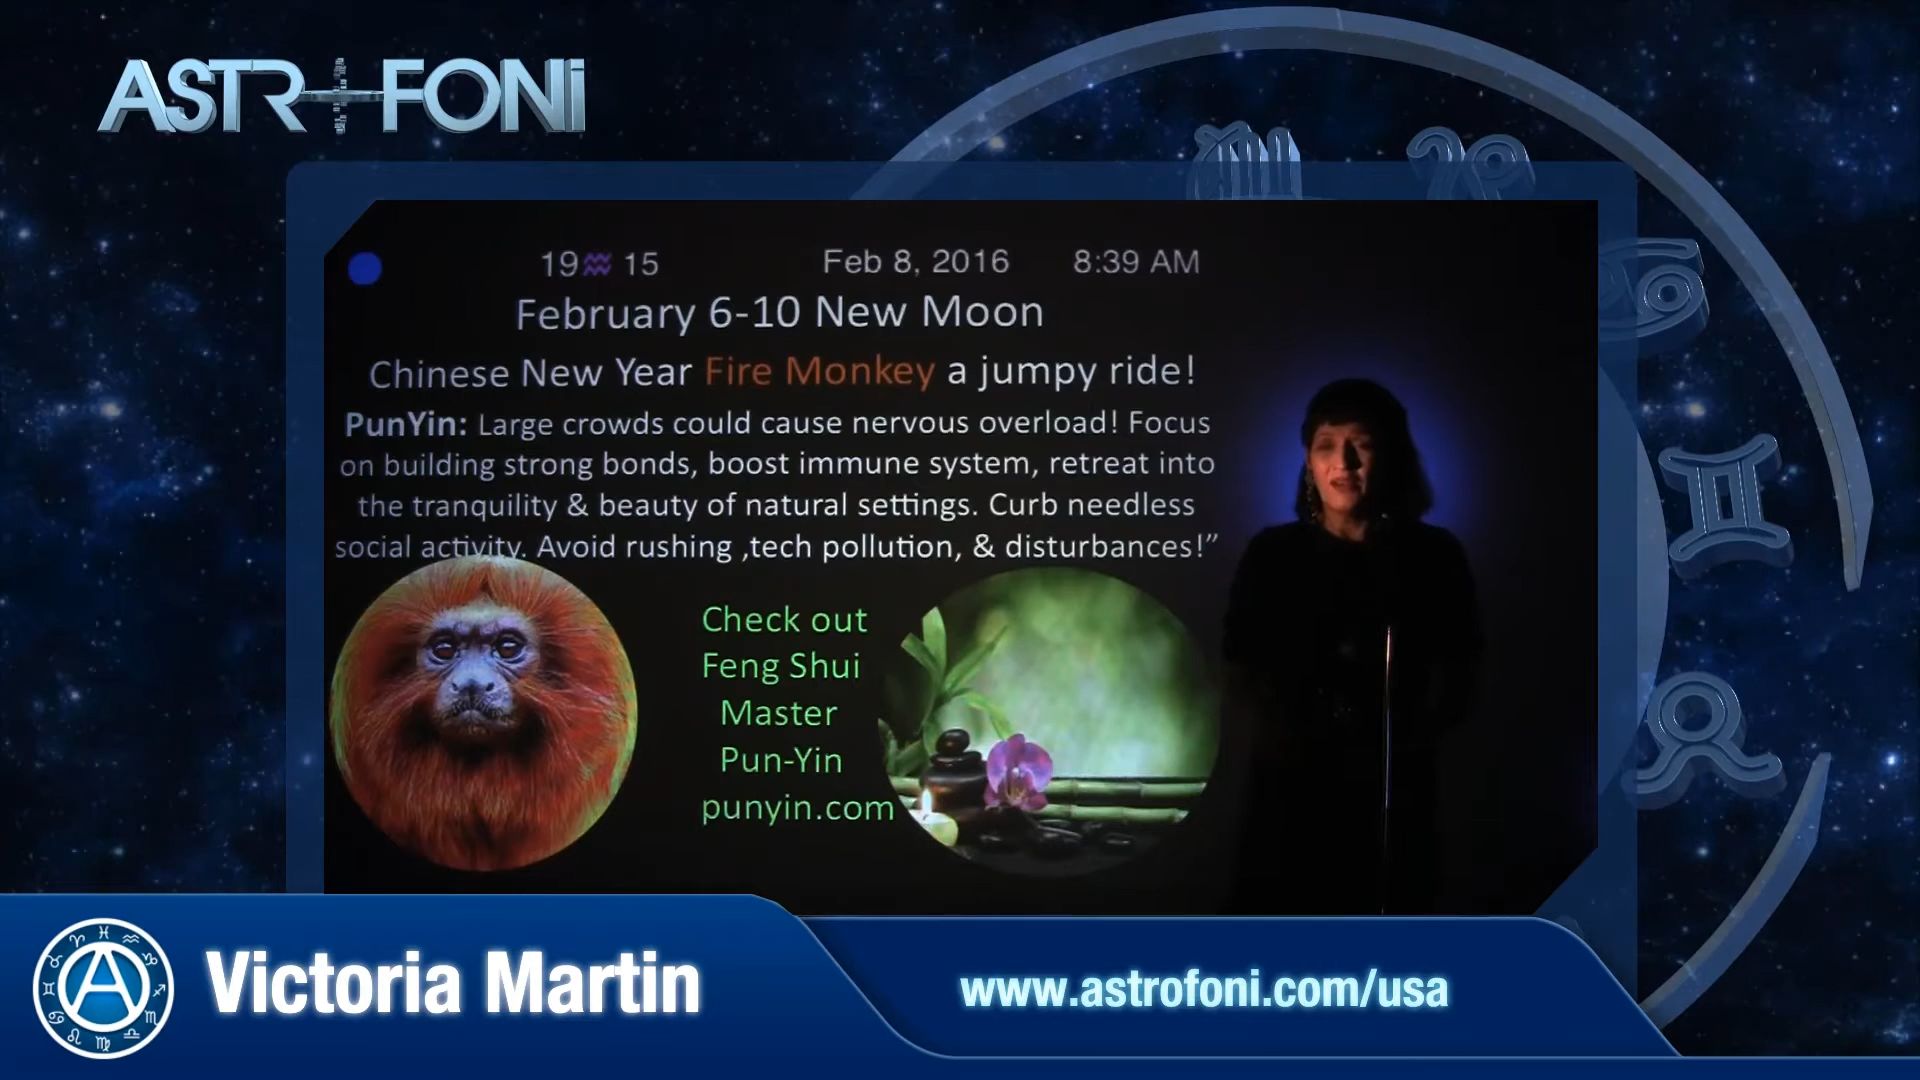 ASTROFONi
19♒ 15 Feb 8, 2016 8:39 AM
February 6-10 New Moon
Chinese New Year Fire Monkey a jumpy ride!
PunYin: Large crowds could cause nervous overload! Focus
on building strong bonds, boost immune system, retreat into
the tranquility & beauty of natural settings. Curb needless
social activity. Avoid rushing ,tech pollution, & disturbances!”
Check out
Feng Shui
Master
Pun-Yin
punyin.com
Victoria Martin
www.astrofoni.com/usa